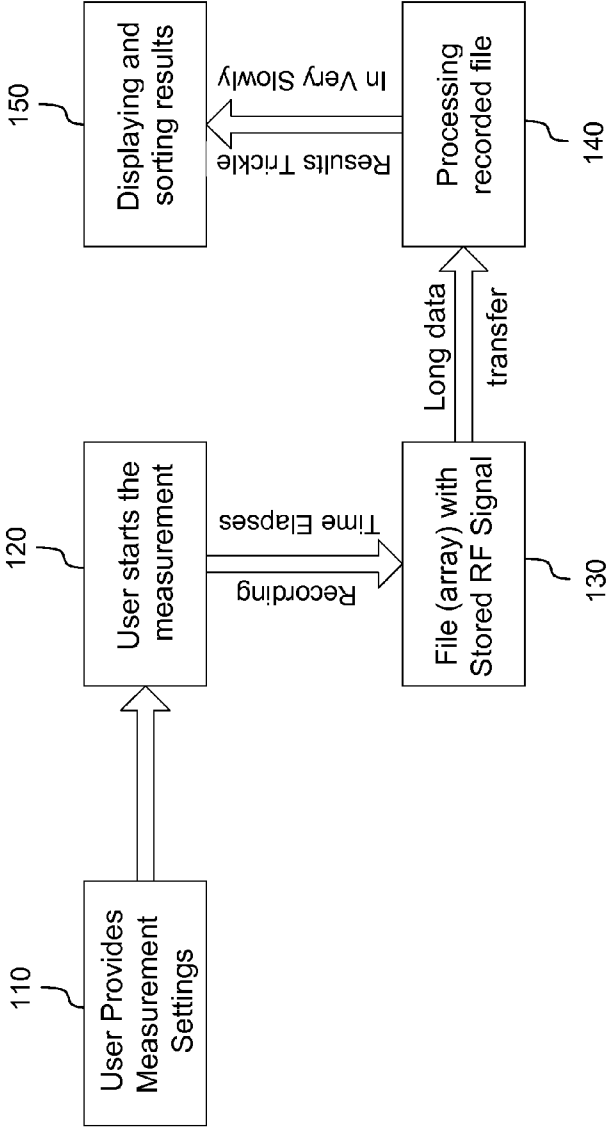 110
User Provides
Measurement
Settings
120
User starts the
measurement
Recording
Time Elapses
File (array) with
Stored RF Signal
130
Long data
transfer
Processing
recorded file
140
Results Trickle
In Very Slowly
150
Displaying and
sorting results